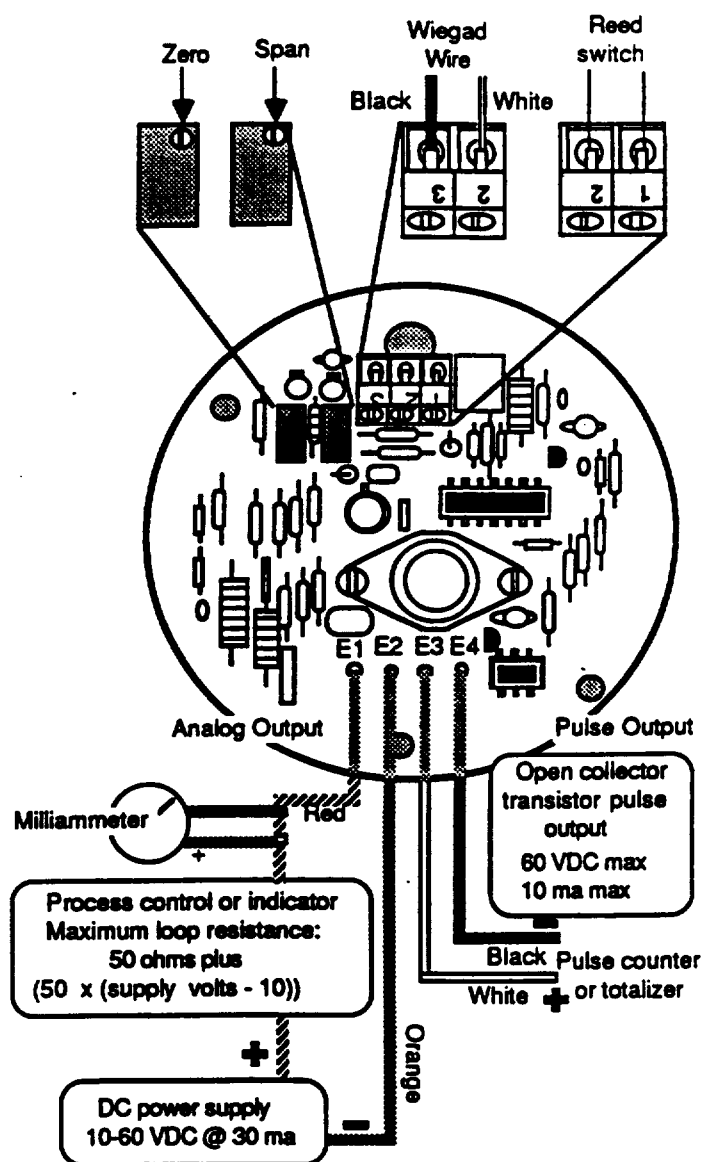 Zero
Span
Wiegad
Wire
Reed
switch
Black
White
3
2
2
1
3
2
1
E1 E2 E3 E4
Analog Output
Pulse Output
Open collector
transistor pulse
output
60 VDC max
10 ma max
Milliammeter
+
Red
Process control or indicator
Maximum loop resistance:
50 ohms plus
(50 x (supply volts - 10))
Black
White
Pulse counter
or totalizer
-
+
Orange
+
-
DC power supply
10-60 VDC @ 30 ma